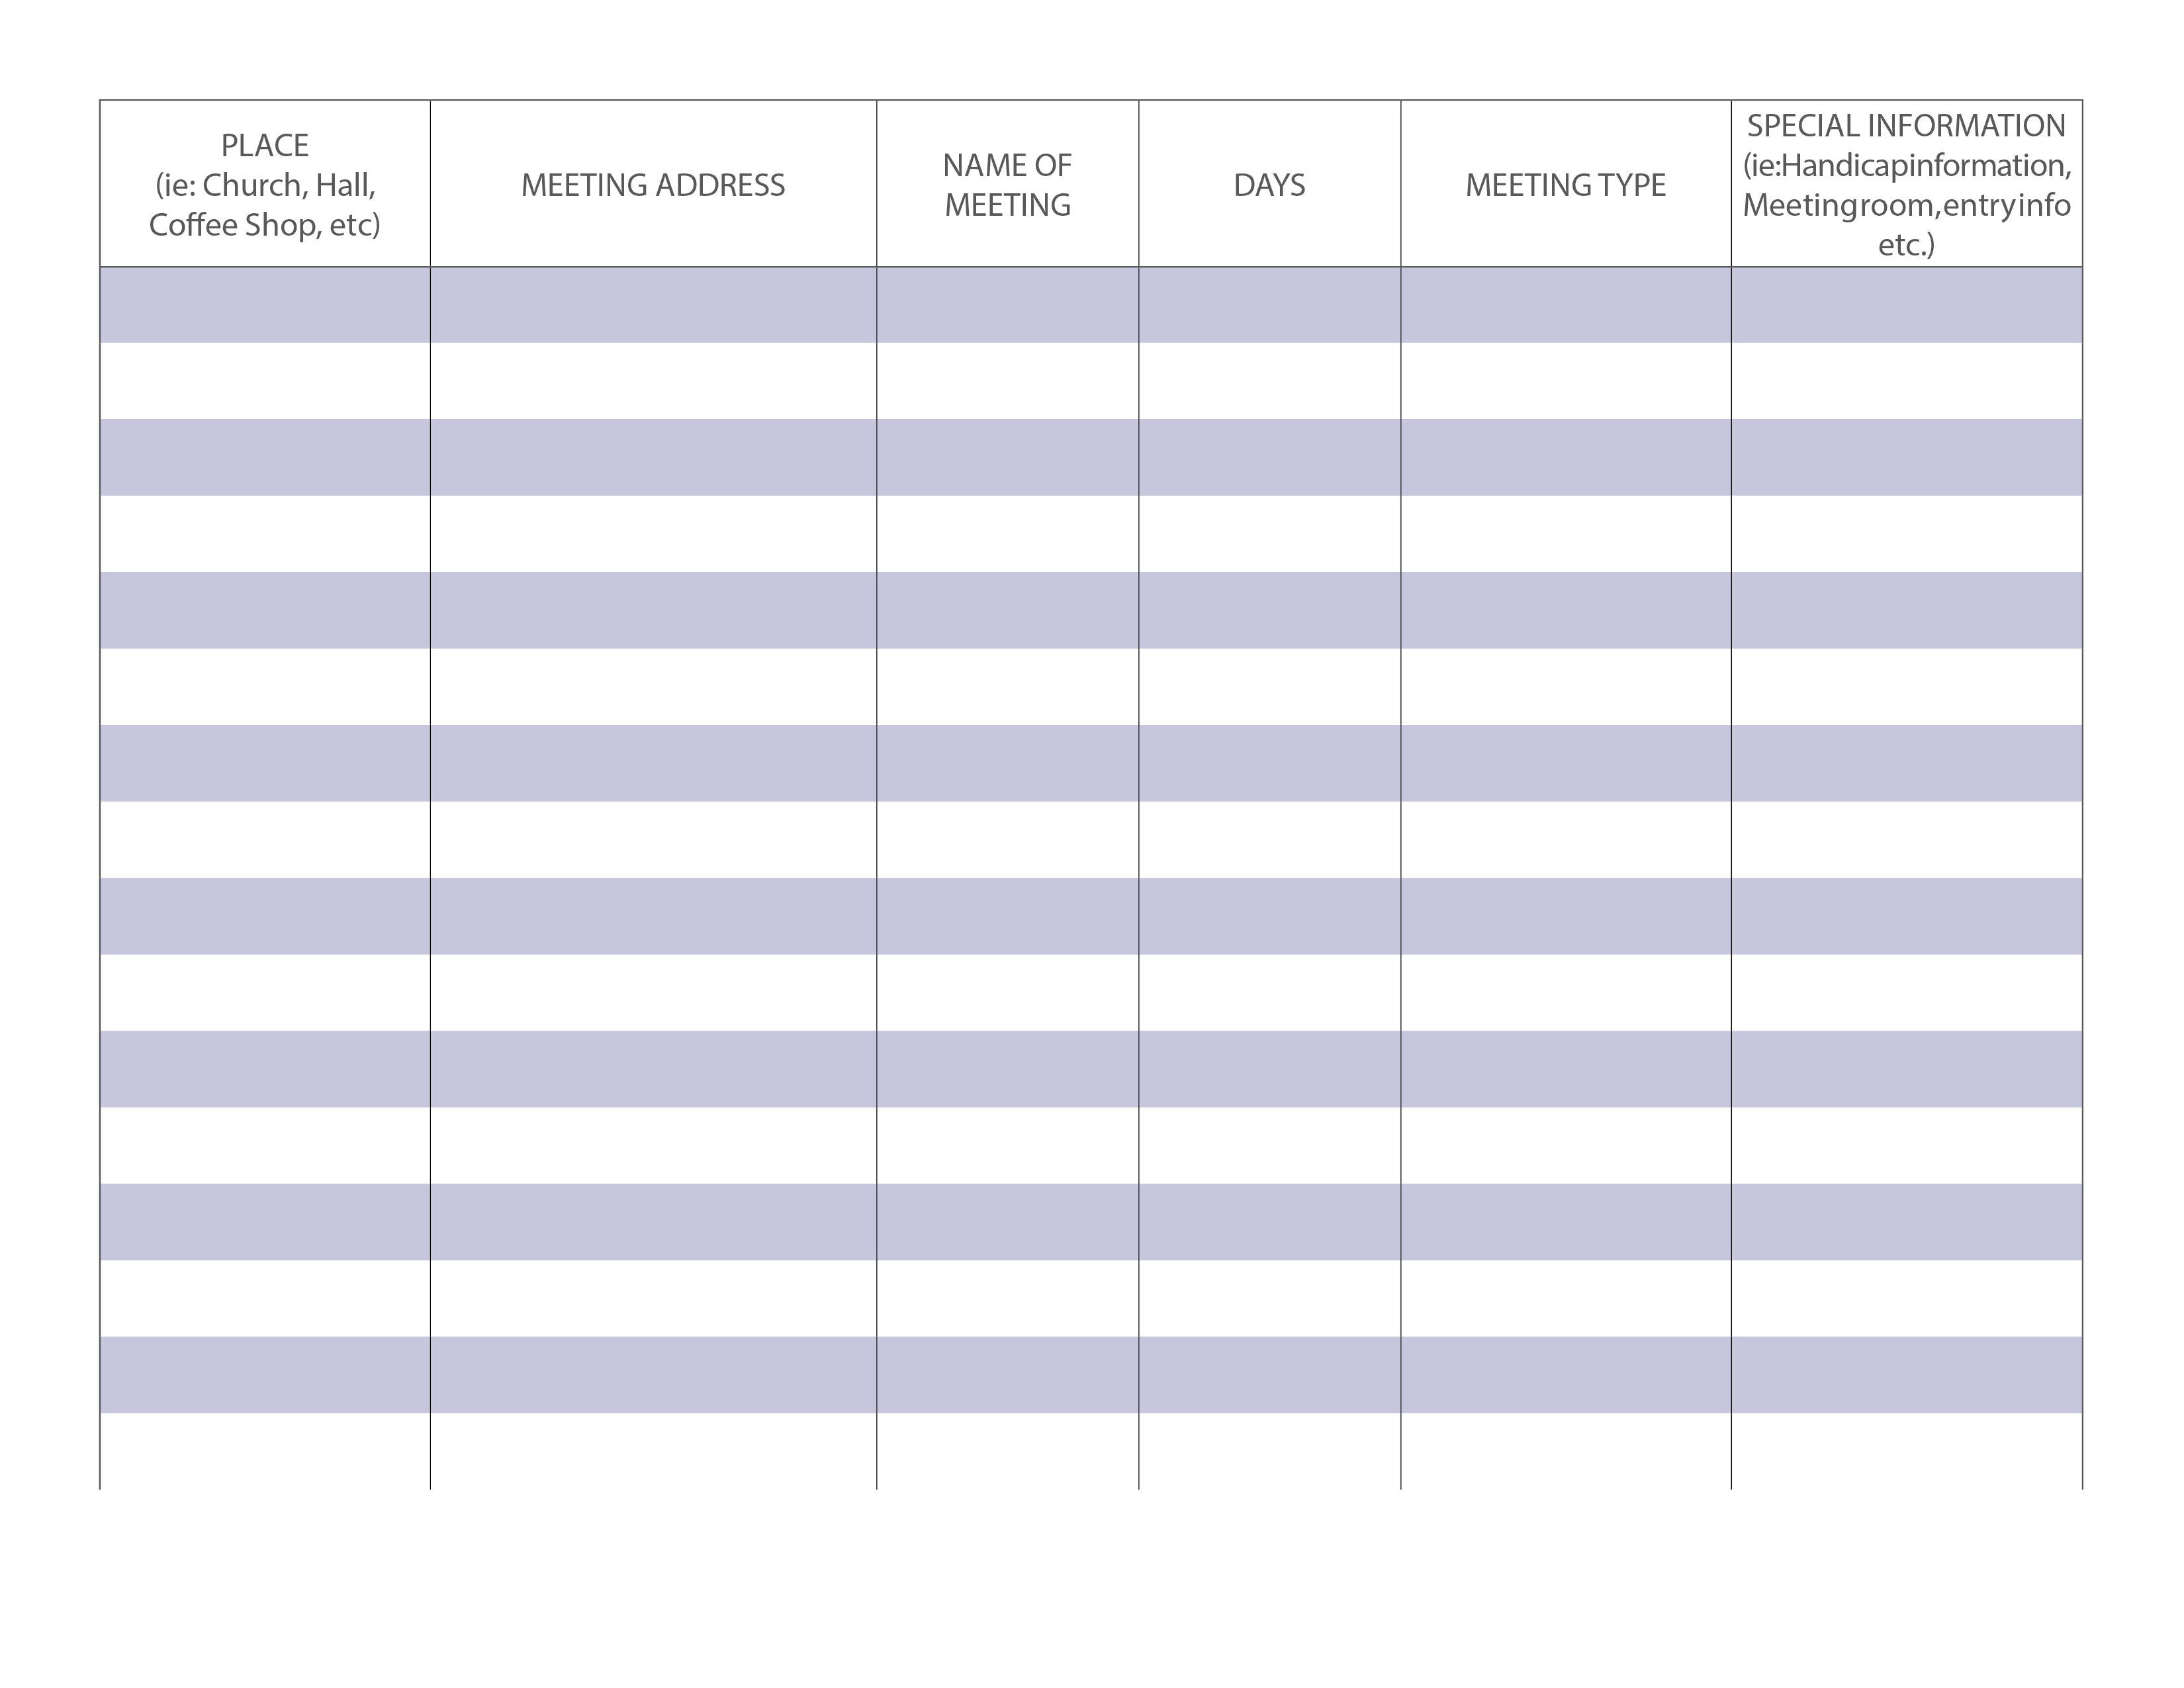 PLACE
(ie: Church, Hall,
Coffee Shop, etc)
MEETING ADDRESS
NAME OF
MEETING
DAYS
MEETING TYPE
SPECIAL INFORMATION
(ie:Handicapinformation,
Meetingroom,entryinfo
etc.)